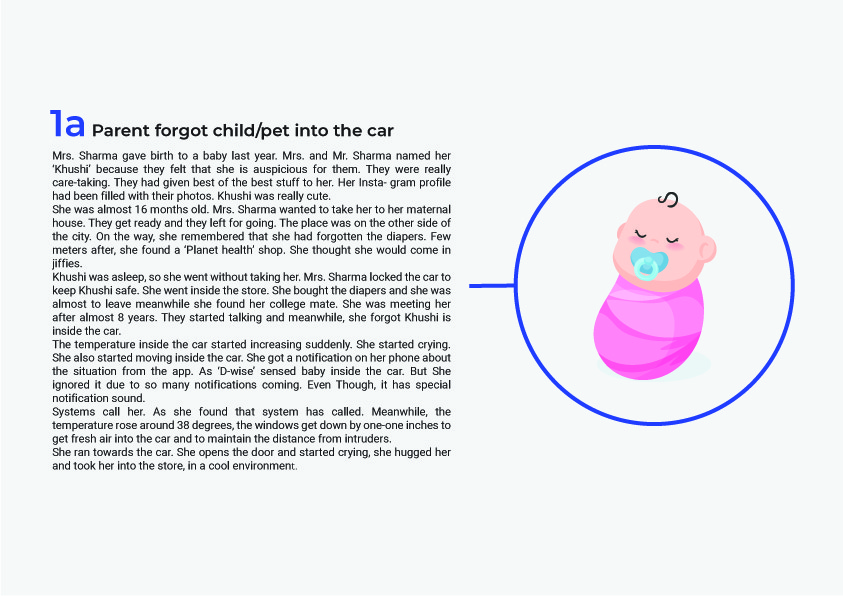 1a Parent forgot child/pet into the car
Mrs. Sharma gave birth to a baby last year. Mrs. and Mr. Sharma named her
‘Khushi’ because they felt that she is auspicious for them. They were really
care-taking. They had given best of the best stuff to her. Her Insta- gram profile
had been filled with their photos. Khushi was really cute.
She was almost 16 months old. Mrs. Sharma wanted to take her to her maternal
house. They get ready and they left for going. The place was on the other side of
the city. On the way, she remembered that she had forgotten the diapers. Few
meters after, she found a ‘Planet health’ shop. She thought she would come in
jiffies.
Khushi was asleep, so she went without taking her. Mrs. Sharma locked the car to
keep Khushi safe. She went inside the store. She bought the diapers and she was
almost to leave meanwhile she found her college mate. She was meeting her
after almost 8 years. They started talking and meanwhile, she forgot Khushi is
inside the car.
The temperature inside the car started increasing suddenly. She started crying.
She also started moving inside the car. She got a notification on her phone about
the situation from the app. As ‘D-wise’ sensed baby inside the car. But She
ignored it due to so many notifications coming. Even Though, it has special
notification sound.
Systems call her. As she found that system has called. Meanwhile, the
temperature rose around 38 degrees, the windows get down by one-one inches to
get fresh air into the car and to maintain the distance from intruders.
She ran towards the car. She opens the door and started crying, she hugged her
and took her into the store, in a cool environment.